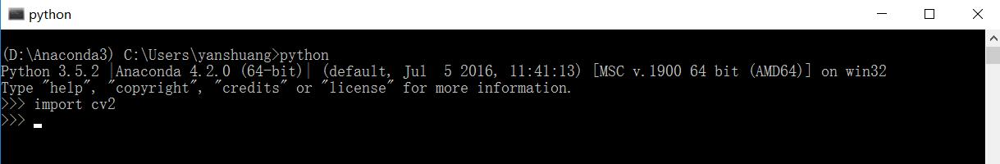 python
(D:\Anaconda3) C:\Users\yanshuang>python
Python 3.5.2 |Anaconda 4.2.0 (64-bit)| (default, Jul  5 2016, 11:41:13) [MSC v.1900 64 bit (AMD64)] on win32
Type "help", "copyright", "credits" or "license" for more information.
>>> import cv2
>>>